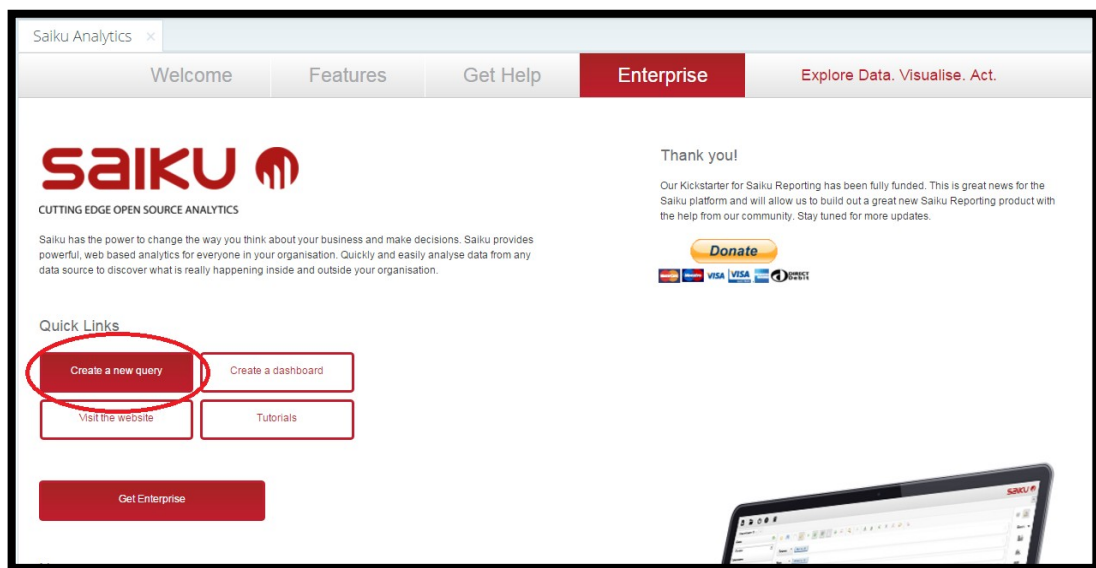 Saiku Analytics ×
Welcome Features Get Help Enterprise Explore Data. Visualise. Act.
saiku
CUTTING EDGE OPEN SOURCE ANALYTICS
Saiku has the power to change the way you think about your business and make decisions. Saiku provides
powerful, web based analytics for everyone in your organisation. Quickly and easily analyse data from any
data source to discover what is really happening inside and outside your organisation.
Thank you!
Our Kickstarter for Saiku Reporting has been fully funded. This is great news for the
Saiku platform and will allow us to build out a great new Saiku Reporting product with
the help from our community. Stay tuned for more updates.
Donate
VISA VISA DIRECT Debit
Quick Links
Create a new query Create a dashboard
Visit the website Tutorials
Get Enterprise
saiku